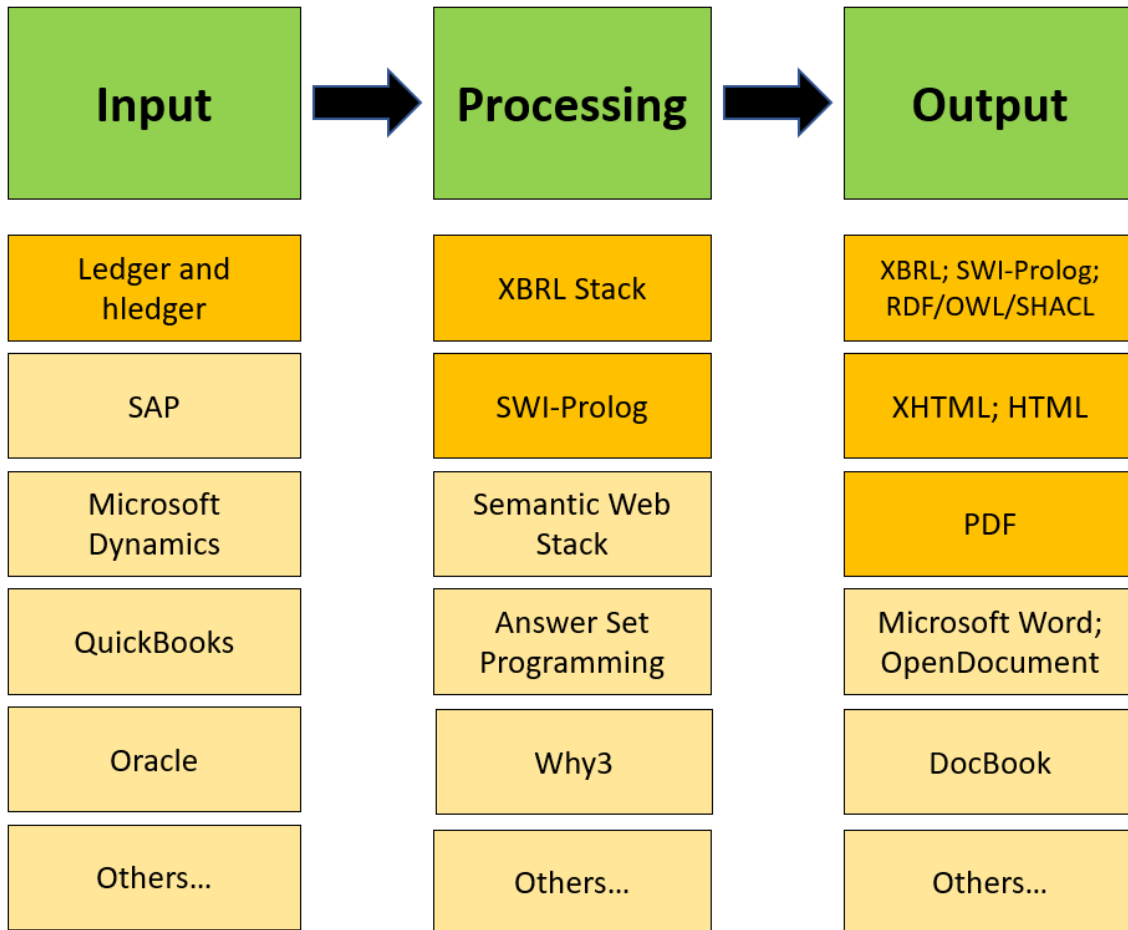 Input
Processing
Output
Ledger and
hledger
XBRL Stack
XBRL; SWI-Prolog;
RDF/OWL/SHACL
SAP
SWI-Prolog
XHTML; HTML
Microsoft
Dynamics
Semantic Web
Stack
PDF
QuickBooks
Answer Set
Programming
Microsoft Word;
OpenDocument
Oracle
Why3
DocBook
Others...
Others...
Others...